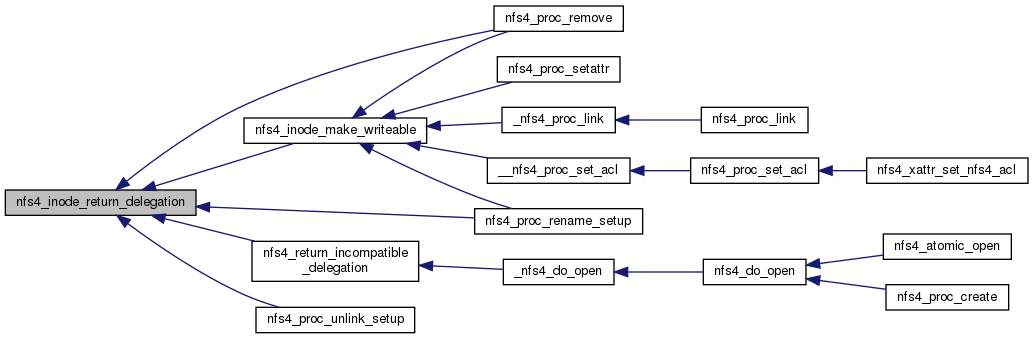 nfs4_proc_remove
nfs4_proc_setattr
nfs4_inode_make_writeable
_nfs4_proc_link
nfs4_proc_link
__nfs4_proc_set_acl
nfs4_proc_set_acl
nfs4_xattr_set_nfs4_acl
nfs4_inode_return_delegation
nfs4_proc_rename_setup
nfs4_return_incompatible
_delegation
_nfs4_do_open
nfs4_do_open
nfs4_atomic_open
nfs4_proc_create
nfs4_proc_unlink_setup